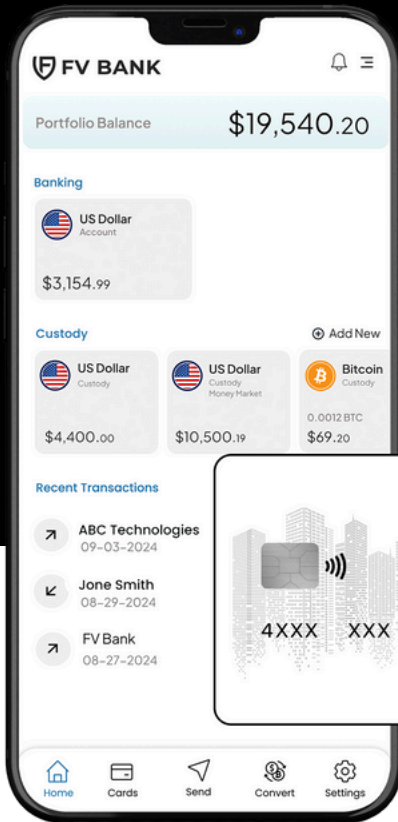 FV BANK
Portfolio Balance $19,540.20
Banking
US Dollar
Account
$3,154.99
Custody Add New
US Dollar
Custody
$4,400.00
US Dollar
Custody
Money Market
$10,500.19
Bitcoin
Custody
0.0012 BTC
$69.20
Recent Transactions
ABC Technologies
09-03-2024
Jone Smith
08-29-2024
FV Bank
08-27-2024
4XXX XXX
Home Cards Send Convert Settings